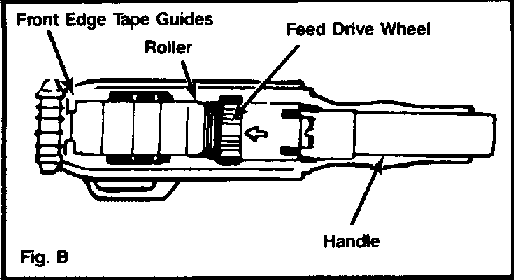 Front Edge Tape Guides
Roller
Feed Drive Wheel
Handle
Fig. B